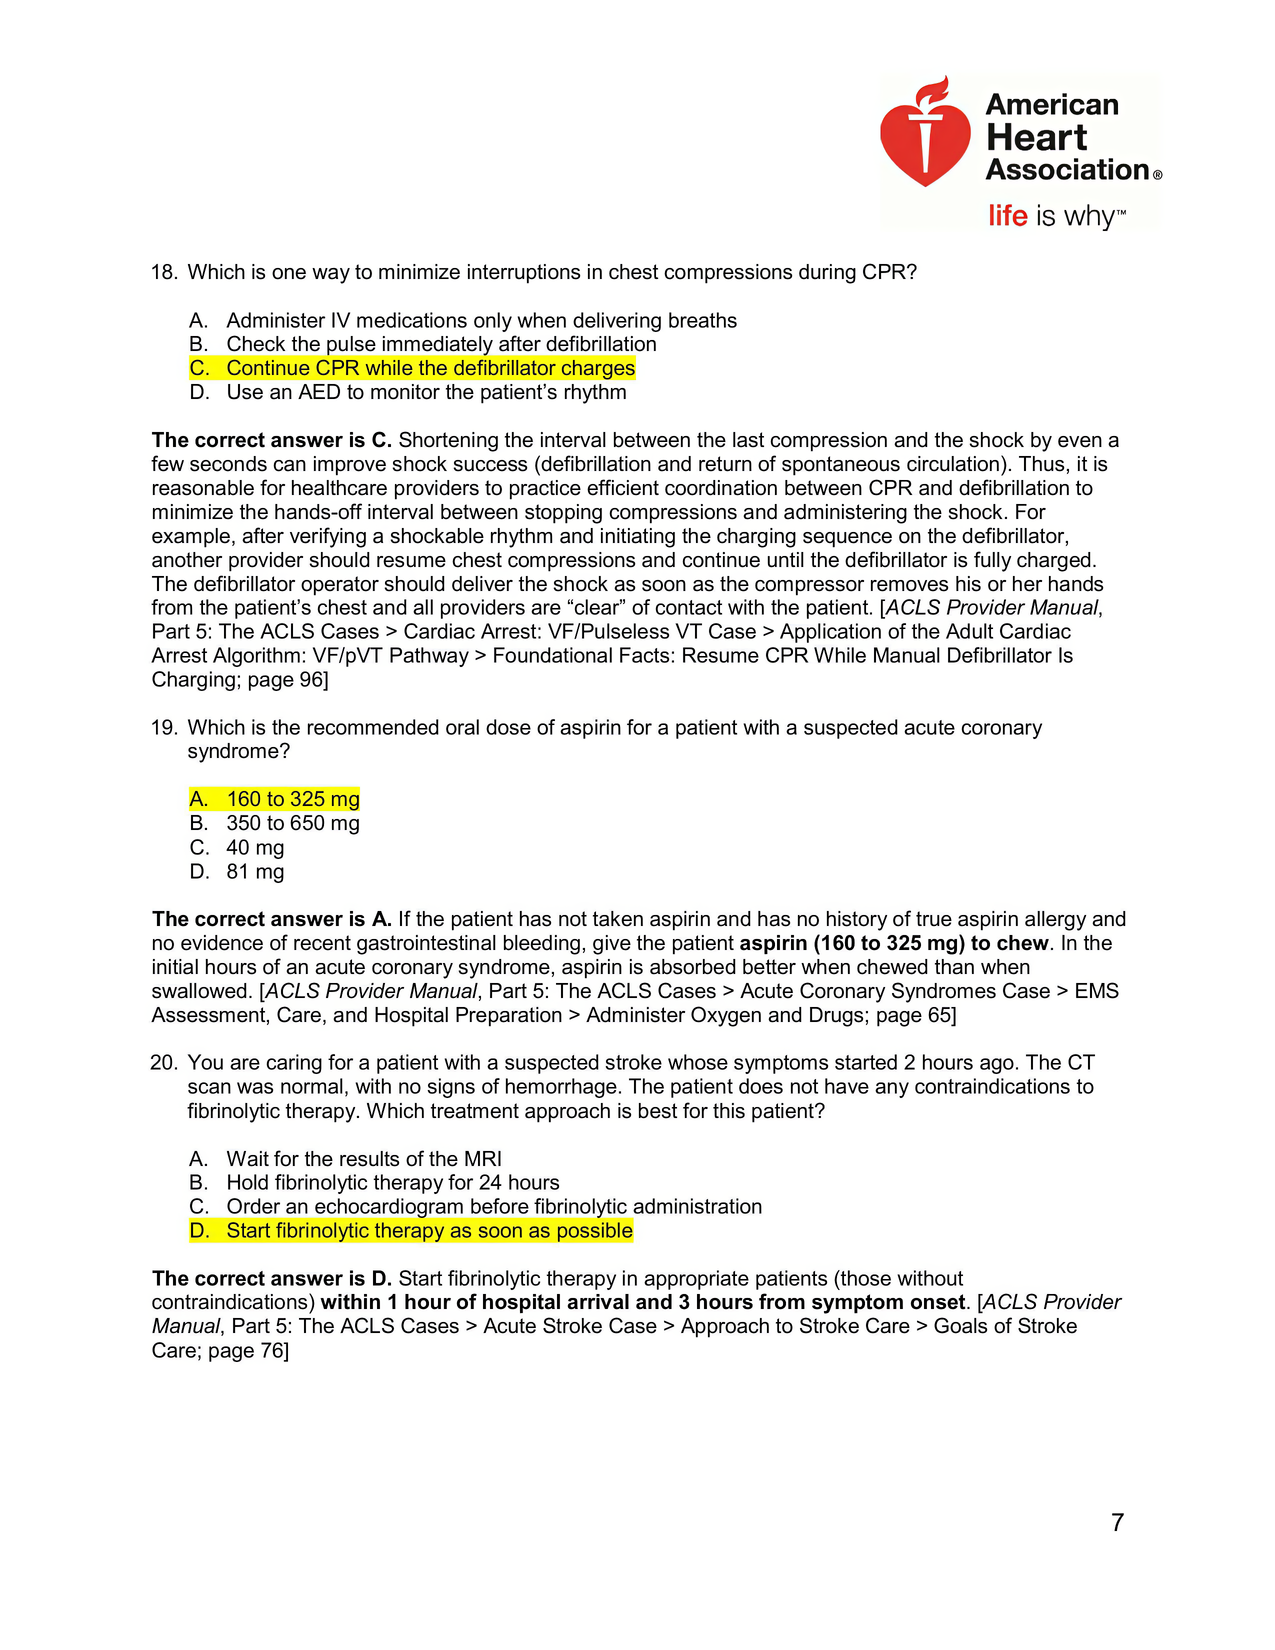 American
Heart
Association®
life is why™
18. Which is one way to minimize interruptions in chest compressions during CPR?
A. Administer IV medications only when delivering breaths
B. Check the pulse immediately after defibrillation
C. Continue CPR while the defibrillator charges
D. Use an AED to monitor the patient’s rhythm
The correct answer is C. Shortening the interval between the last compression and the shock by even a
few seconds can improve shock success (defibrillation and return of spontaneous circulation). Thus, it is
reasonable for healthcare providers to practice efficient coordination between CPR and defibrillation to
minimize the hands-off interval between stopping compressions and administering the shock. For
example, after verifying a shockable rhythm and initiating the charging sequence on the defibrillator,
another provider should resume chest compressions and continue until the defibrillator is fully charged.
The defibrillator operator should deliver the shock as soon as the compressor removes his or her hands
from the patient’s chest and all providers are “clear” of contact with the patient. [ACLS Provider Manual,
Part 5: The ACLS Cases > Cardiac Arrest: VF/Pulseless VT Case > Application of the Adult Cardiac
Arrest Algorithm: VF/pVT Pathway > Foundational Facts: Resume CPR While Manual Defibrillator Is
Charging; page 96]
19. Which is the recommended oral dose of aspirin for a patient with a suspected acute coronary
syndrome?
A. 160 to 325 mg
B. 350 to 650 mg
C. 40 mg
D. 81 mg
The correct answer is A. If the patient has not taken aspirin and has no history of true aspirin allergy and
no evidence of recent gastrointestinal bleeding, give the patient aspirin (160 to 325 mg) to chew. In the
initial hours of an acute coronary syndrome, aspirin is absorbed better when chewed than when
swallowed. [ACLS Provider Manual, Part 5: The ACLS Cases > Acute Coronary Syndromes Case > EMS
Assessment, Care, and Hospital Preparation > Administer Oxygen and Drugs; page 65]
20. You are caring for a patient with a suspected stroke whose symptoms started 2 hours ago. The CT
scan was normal, with no signs of hemorrhage. The patient does not have any contraindications to
fibrinolytic therapy. Which treatment approach is best for this patient?
A. Wait for the results of the MRI
B. Hold fibrinolytic therapy for 24 hours
C. Order an echocardiogram before fibrinolytic administration
D. Start fibrinolytic therapy as soon as possible
The correct answer is D. Start fibrinolytic therapy in appropriate patients (those without
contraindications) within 1 hour of hospital arrival and 3 hours from symptom onset. [ACLS Provider
Manual, Part 5: The ACLS Cases > Acute Stroke Case > Approach to Stroke Care > Goals of Stroke
Care; page 76]
7